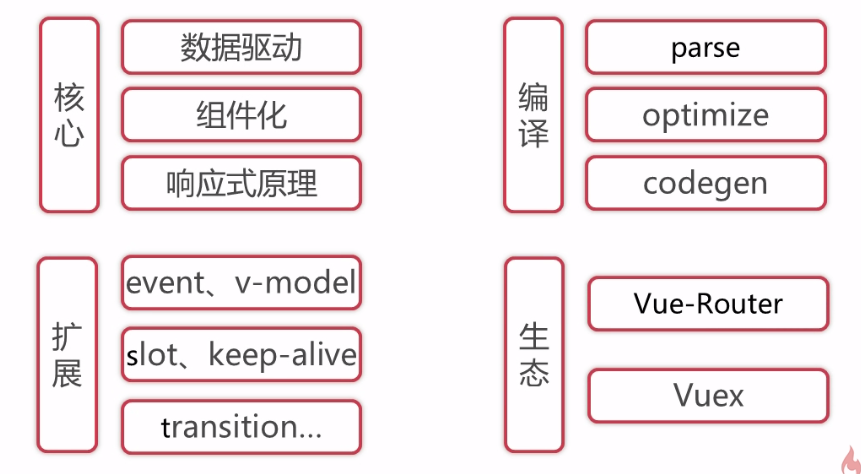 核心
数据驱动
组件化
响应式原理
编译
parse
optimize
codegen
扩展
event、v-model
slot、keep-alive
transition...
生态
Vue-Router
Vuex